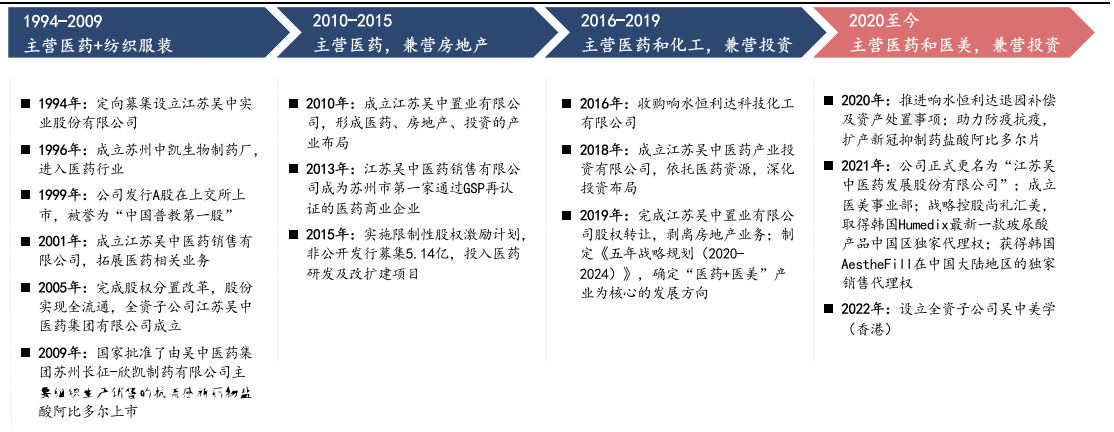 1994-2009
主营医药+纺织服装
2010-2015
主营医药，兼营房地产
2016-2019
主营医药和化工，兼营投资
2020至今
主营医药和医美，兼营投资
1994年：定向募集设立江苏吴中实
业股份有限公司
1996年：成立苏州中凯生物制药厂，
进入医药行业
1999年：公司发行A股在上交所上
市，被誉为“中国普教第一股”
2001年：成立江苏吴中医药销售有
限公司，拓展医药相关业务
2005年：完成股权分置改革，股份
实现全流通，全资子公司江苏吴中
医药集团有限公司成立
2009年：国家批准了由吴中医药集
团苏州长征-欣凯制药有限公司主
要组织生产销售的抗流感新药物盐
酸阿比多尔上市
2010年：成立江苏吴中置业有限公
司，形成医药、房地产、投资的产
业布局
2013年：江苏吴中医药销售有限公
司成为苏州市第一家通过GSP再认
证的医药商业企业
2015年：实施限制性股权激励计划，
非公开发行募集5.14亿，投入医药
研发及改扩建项目
2016年：收购响水恒利达科技化工
有限公司
2018年：成立江苏吴中医药产业投
资有限公司，依托医药资源，深化
投资布局
2019年：完成江苏吴中置业有限公
司股权转让，剥离房地产业务；制
定《五年战略规划（2020-
2024）》，确定“医药+医美”产
业为核心的发展方向
2020年：推进响水恒利达退园补偿
及资产处置事项；助力防疫抗疫，
扩产新冠抑制药盐酸阿比多尔片
2021年：公司正式更名为“江苏吴
中医药发展股份有限公司”；成立
医美事业部；战略控股尚礼汇美，
取得韩国Humedix最新一款玻尿酸
产品中国区独家代理权；获得韩国
AestheFill在中国大陆地区的独家
销售代理权
2022年：设立全资子公司吴中美学
（香港）